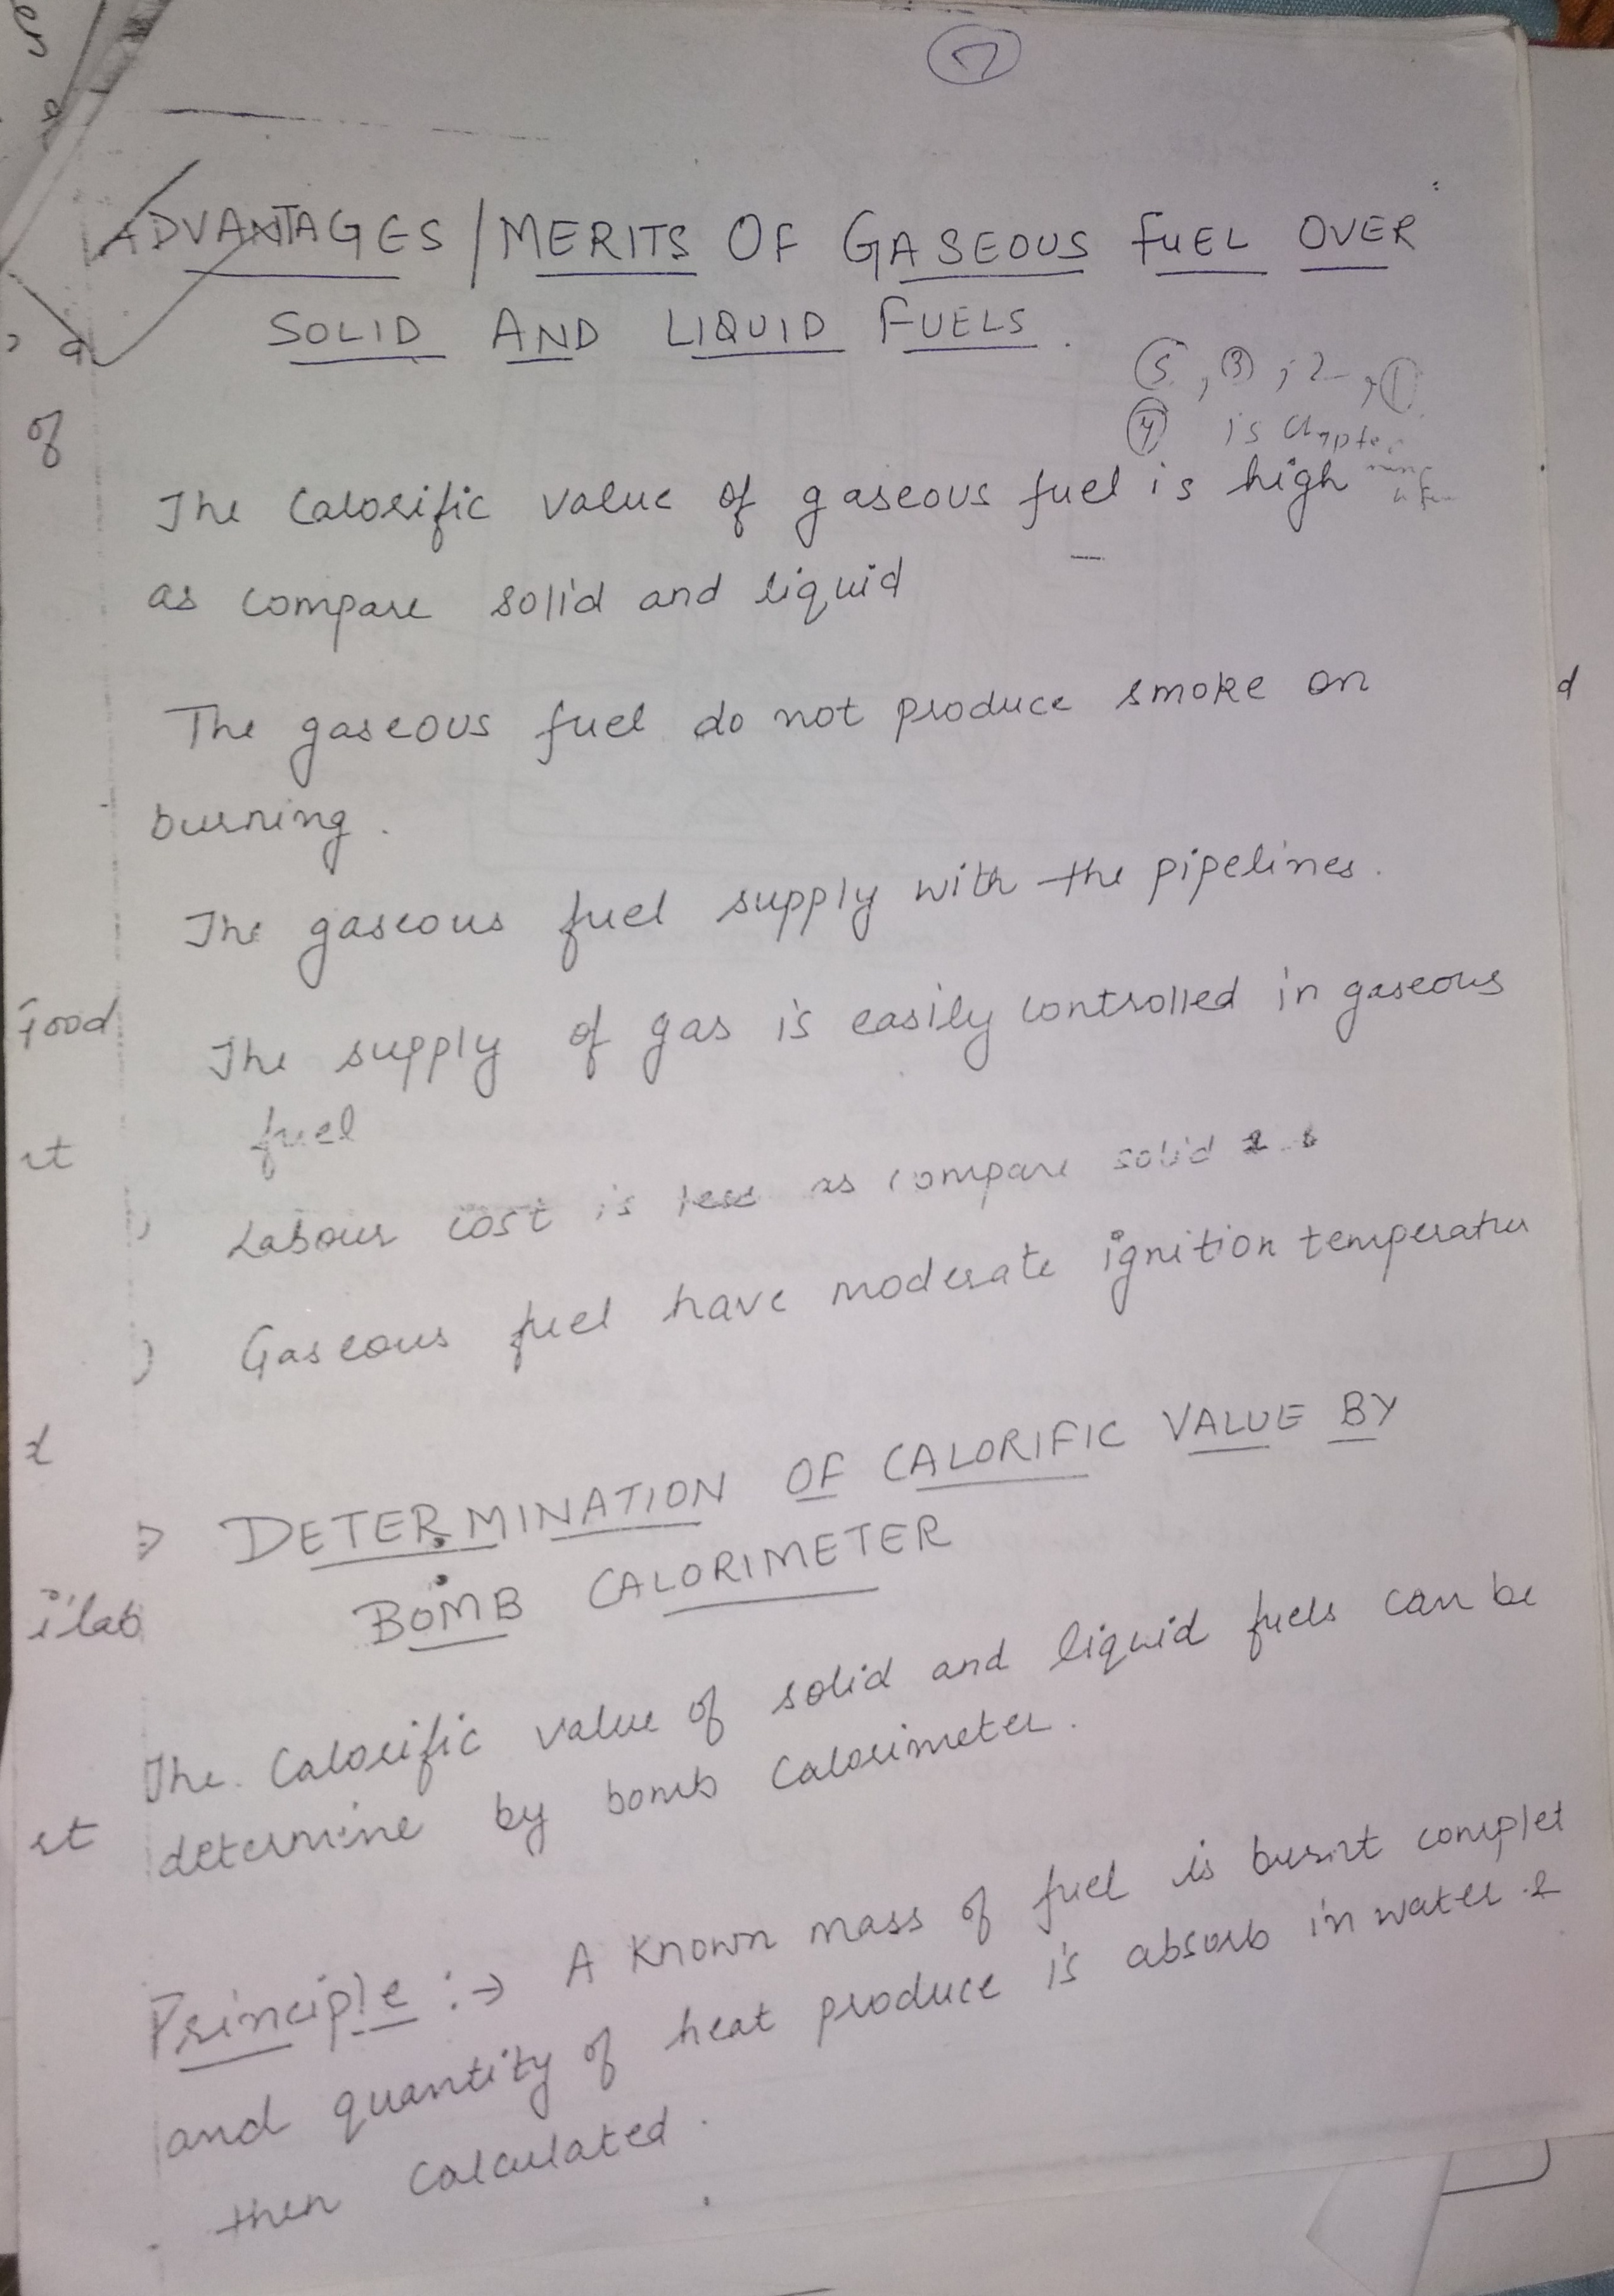 7
ADVANTAGES / MERITS OF GASEOUS FUEL OVER
SOLID AND LIQUID FUELS.
5, 3, 2, 1
4 is Chapter
of
The Calorific value of gaseous fuel is high
as compare solid and liquid
The gaseous fuel do not produce smoke on
burning.
The gaseous fuel supply with the pipelines.
Food
The supply of gas is easily controlled in gaseous
fuel
Labour cost is less as compare solid
Gaseous fuel have moderate ignition temperatur
⇒ DETERMINATION OF CALORIFIC VALUE BY
BOMB CALORIMETER
The Calorific value of solid and liquid fuels can be
determine by bomb Calorimeter.
Principle :→ A known mass of fuel is burnt complet
and quantity of heat produce is absorb in water &
then calculated.